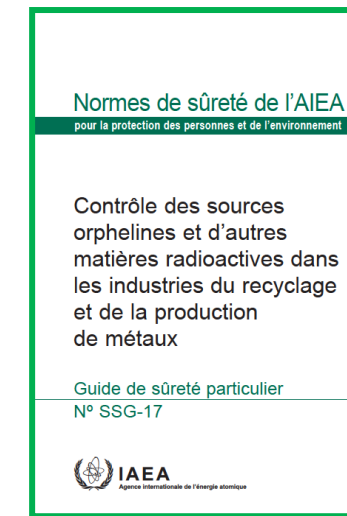 Normes de sûreté de l'AIEA
pour la protection des personnes et de l'environnement
Contrôle des sources
orphelines et d'autres
matières radioactives dans
les industries du recyclage
et de la production
de métaux
Guide de sûreté particulier
Nº SSG-17
IAEA
Agence internationale de l'énergie atomique